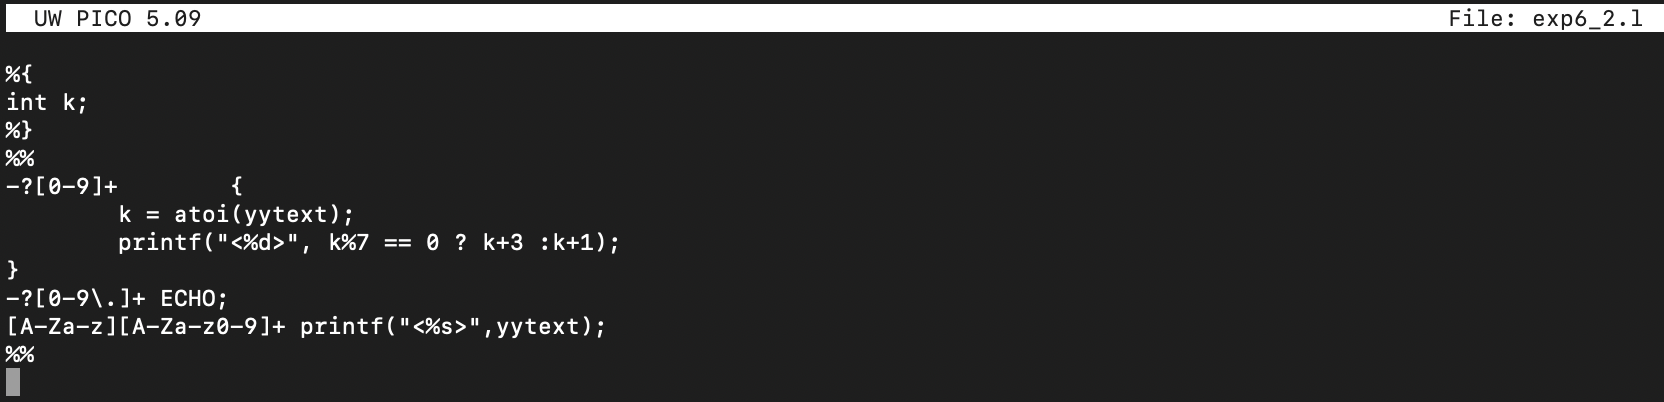 UW PICO 5.09 File: exp6_2.l
%{
int k;
%}
%%
-?[0-9]+ {
k = atoi(yytext);
printf("<%d>", k%7 == 0 ? k+3 :k+1);
}
-?[0-9\.]+ ECHO;
[A-Za-z][A-Za-z0-9]+ printf("<%s>",yytext);
%%